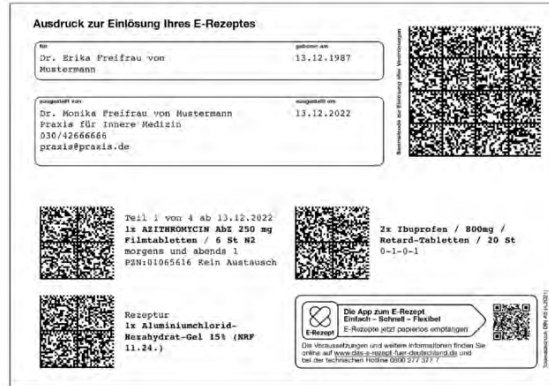 Ausdruck zur Einlösung Ihres E-Rezeptes
für
geboren am
Dr. Erika Freifrau von
Mustermann
13.12.1987
ausgestellt von
ausgestellt am
Dr. Monika Freifrau von Mustermann
Praxis für Innere Medizin
030/42666666
praxis@praxis.de
13.12.2022
Sammelcode zur Einlösung aller Verordnungen
Teil 1 von 4 ab 13.12.2022
1x AZITHROMYCIN AbZ 250 mg
Filmtabletten / 6 St N2
morgens und abends 1
PZN:01065616 Kein Austausch
2x Ibuprofen / 800mg /
Retard-Tabletten / 20 St
0-1-0-1
Rezeptur
1x Aluminiumchlorid-
Hexahydrat-Gel 15% (NRF
11.24.)
E-Rezept
Die App zum E-Rezept
Einfach – Schnell – Flexibel
E-Rezepte jetzt papierlos empfangen
Die Voraussetzungen und weitere Informationen finden Sie
online auf www.das-e-rezept-fuer-deutschland.de und
bei der technischen Hotline 0800 277 377 7